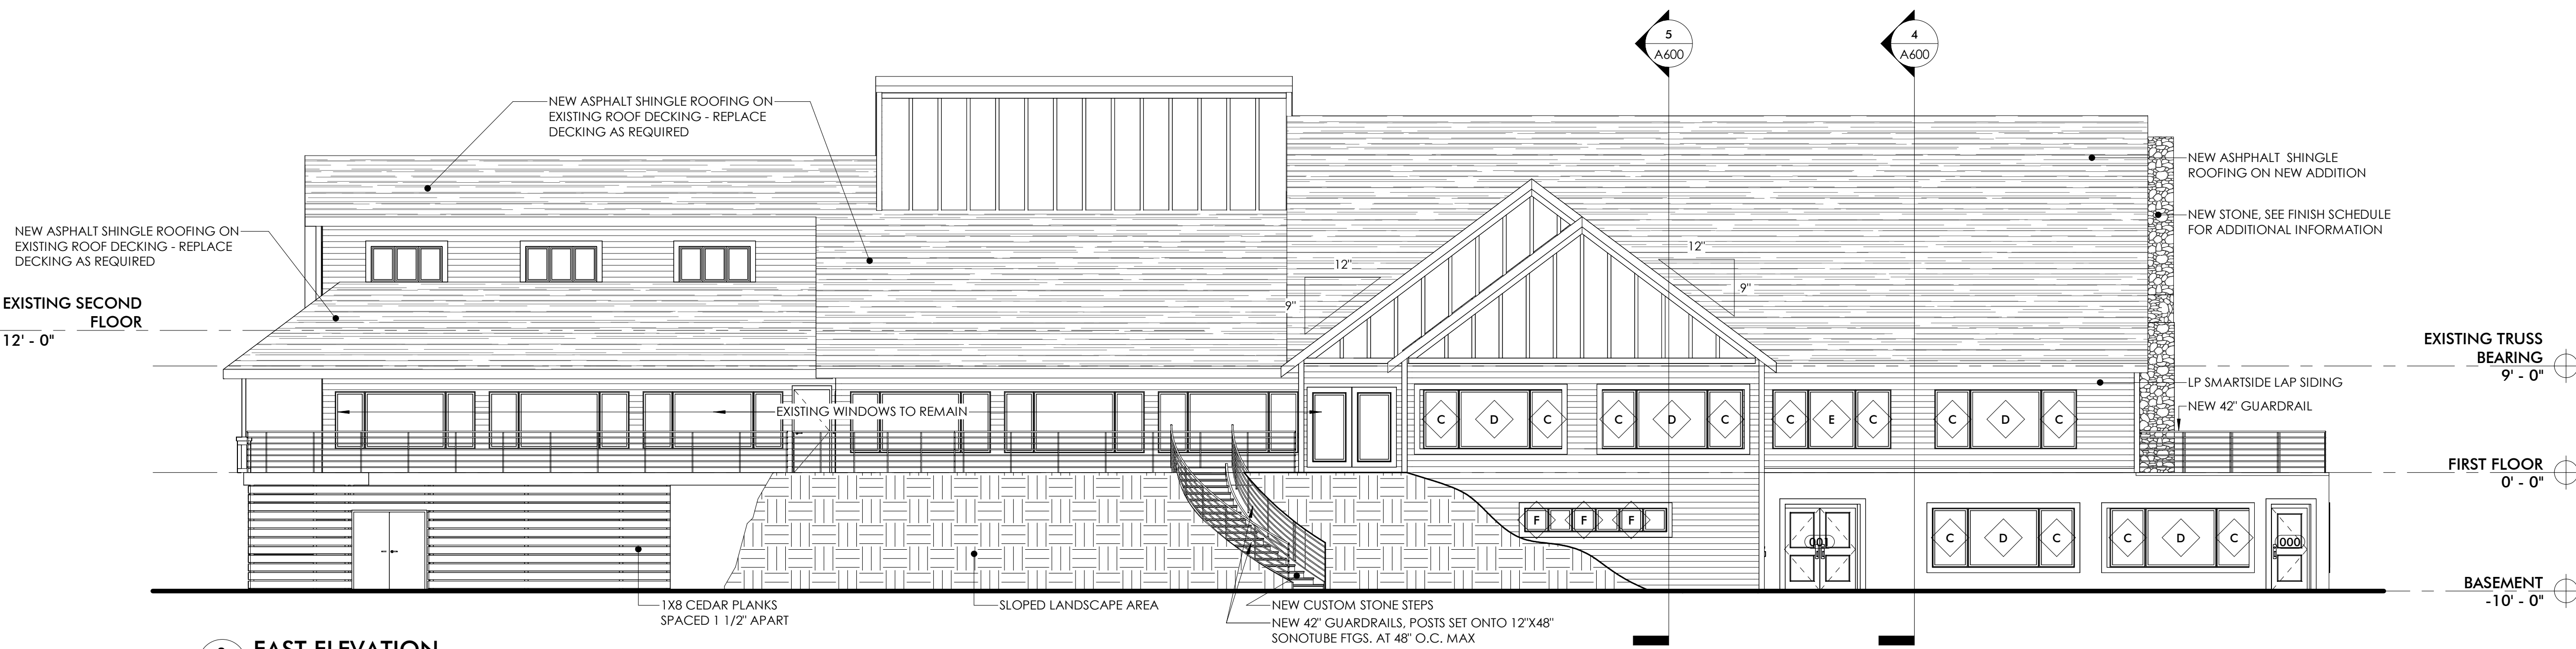 5
A600
4
A600
NEW ASPHALT SHINGLE ROOFING ON
EXISTING ROOF DECKING - REPLACE
DECKING AS REQUIRED
NEW ASHPHALT SHINGLE
ROOFING ON NEW ADDITION
NEW STONE, SEE FINISH SCHEDULE
FOR ADDITIONAL INFORMATION
NEW ASPHALT SHINGLE ROOFING ON
EXISTING ROOF DECKING - REPLACE
DECKING AS REQUIRED
12"
9"
12"
9"
EXISTING SECOND
FLOOR
12' - 0"
EXISTING TRUSS
BEARING
9' - 0"
LP SMARTSIDE LAP SIDING
NEW 42" GUARDRAIL
EXISTING WINDOWS TO REMAIN
C D C C D C C E C C D C
FIRST FLOOR
0' - 0"
F F F
001
C D C C D C
000
BASEMENT
-10' - 0"
1X8 CEDAR PLANKS
SPACED 1 1/2" APART
SLOPED LANDSCAPE AREA
NEW CUSTOM STONE STEPS
NEW 42" GUARDRAILS, POSTS SET ONTO 12"X48"
SONOTUBE FTGS. AT 48" O.C. MAX
EAST ELEVATION